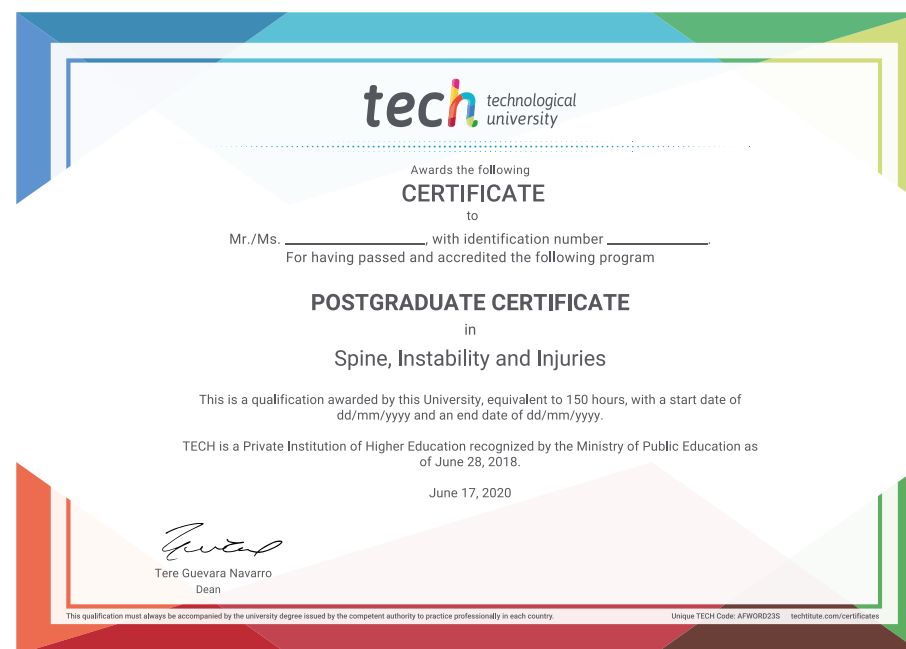 tech technological
university
Awards the following
CERTIFICATE
to
Mr./Ms. ____________________, with identification number ______________.
For having passed and accredited the following program
POSTGRADUATE CERTIFICATE
in
Spine, Instability and Injuries
This is a qualification awarded by this University, equivalent to 150 hours, with a start date of
dd/mm/yyyy and an end date of dd/mm/yyyy.
TECH is a Private Institution of Higher Education recognized by the Ministry of Public Education as
of June 28, 2018.
June 17, 2020
Tere Guevara Navarro
Dean
This qualification must always be accompanied by the university degree issued by the competent authority to practice professionally in each country.
Unique TECH Code: AFWORD23S techtitute.com/certificates